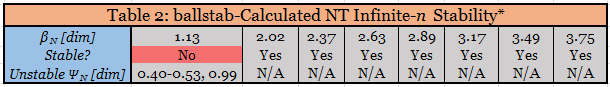 Table 2: ballstab-Calculated NT Infinite-n Stability*
β_N [dim] 1.13 2.02 2.37 2.63 2.89 3.17 3.49 3.75
Stable? No Yes Yes Yes Yes Yes Yes Yes
Unstable Ψ_N [dim] 0.40-0.53, 0.99 N/A N/A N/A N/A N/A N/A N/A